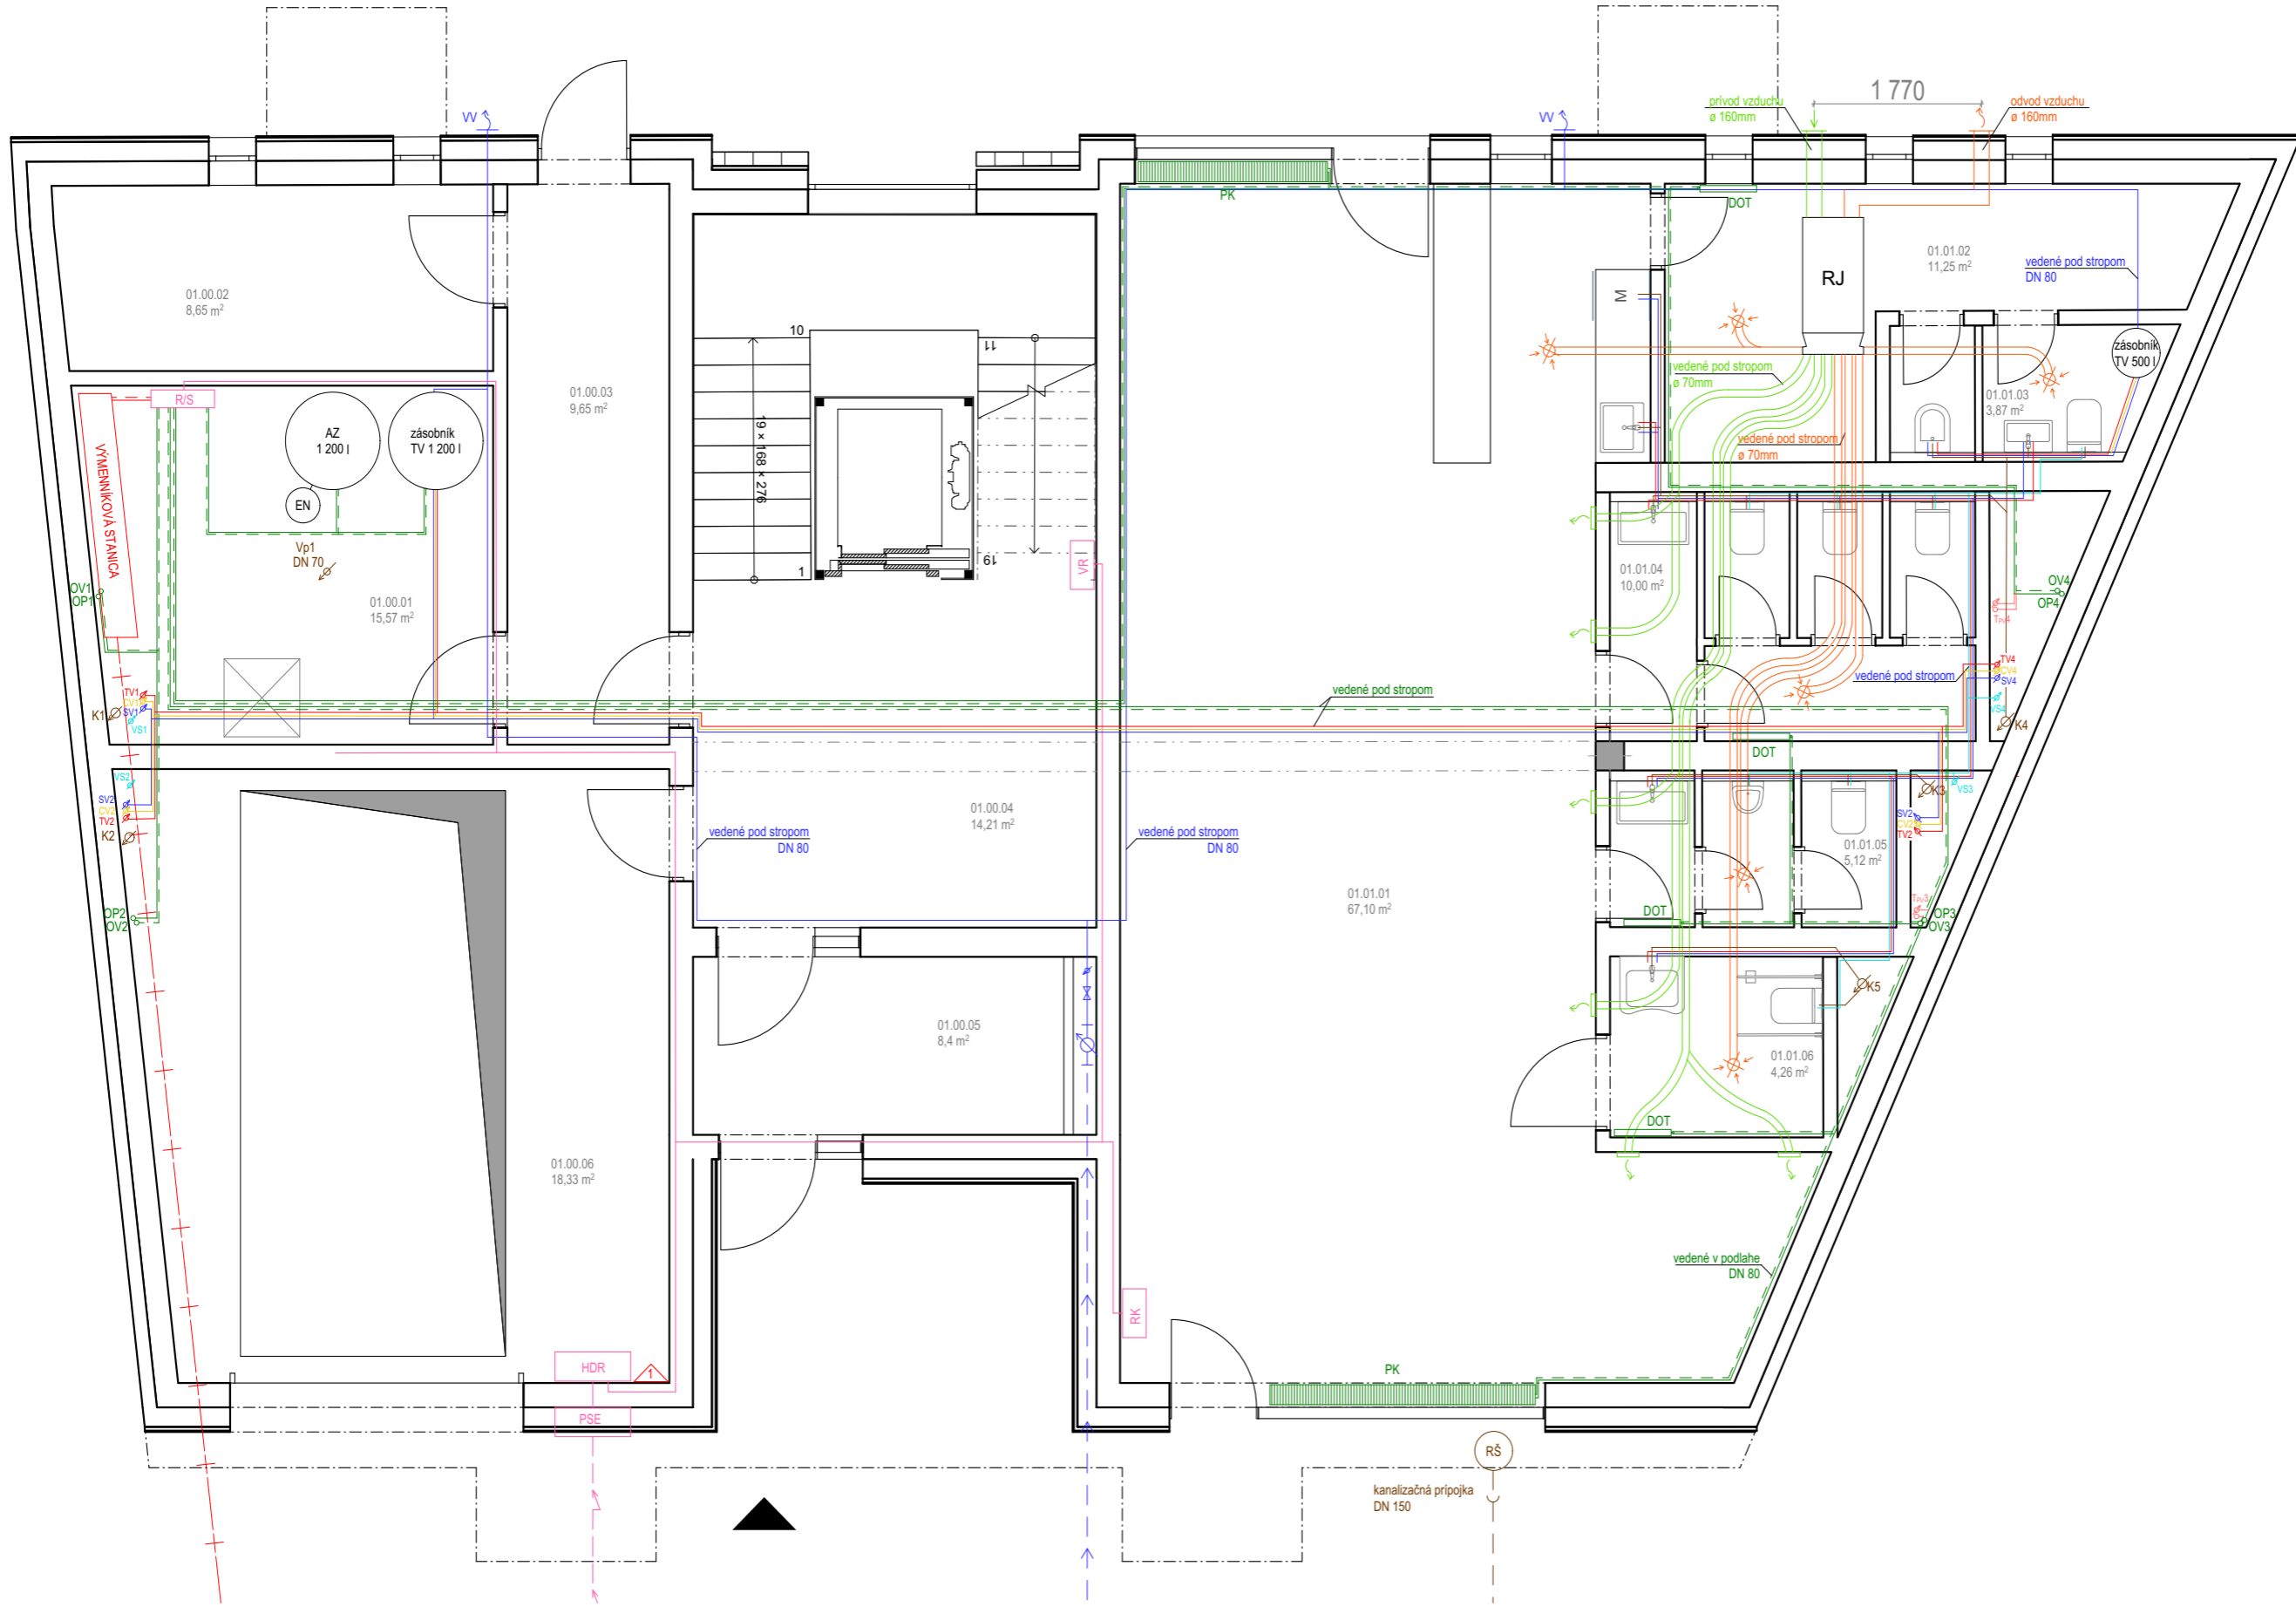 1 770
prívod vzduchu
ø 160mm
odvod vzduchu
ø 160mm
VV
VV
PK
DOT
01.00.02
8,65 m²
01.01.02
11,25 m²
vedené pod stropom
DN 80
RJ
M
10
11
zásobník
TV 500 l
vedené pod stropom
ø 70mm
01.01.03
3,87 m²
R/S
01.00.03
9,65 m²
AZ
1 200 l
zásobník
TV 1 200 l
19 × 168 × 276
vedené pod stropom
ø 70mm
VÝMENNÍKOVÁ STANICA
EN
Vp1
DN 70
1
19
VR
01.01.04
10,00 m²
OV1
OP1
01.00.01
15,57 m²
OV4
OP4
Tpv4
TV4
CV4
SV4
vedené pod stropom
vedené pod stropom
TV1
CV1
SV1
K1
VS1
VS4
K4
DOT
VS2
SV2
CV2
TV2
K2
01.00.04
14,21 m²
K3
VS3
SV2
CV2
TV2
vedené pod stropom
DN 80
vedené pod stropom
DN 80
01.01.05
5,12 m²
01.01.01
67,10 m²
DOT
Tpv3
OP3
OV3
OP2
OV2
K5
01.00.05
8,4 m²
01.01.06
4,26 m²
DOT
01.00.06
18,33 m²
vedené v podlahe
DN 80
RK
HDR
1
PK
PSE
RŠ
kanalizačná prípojka
DN 150